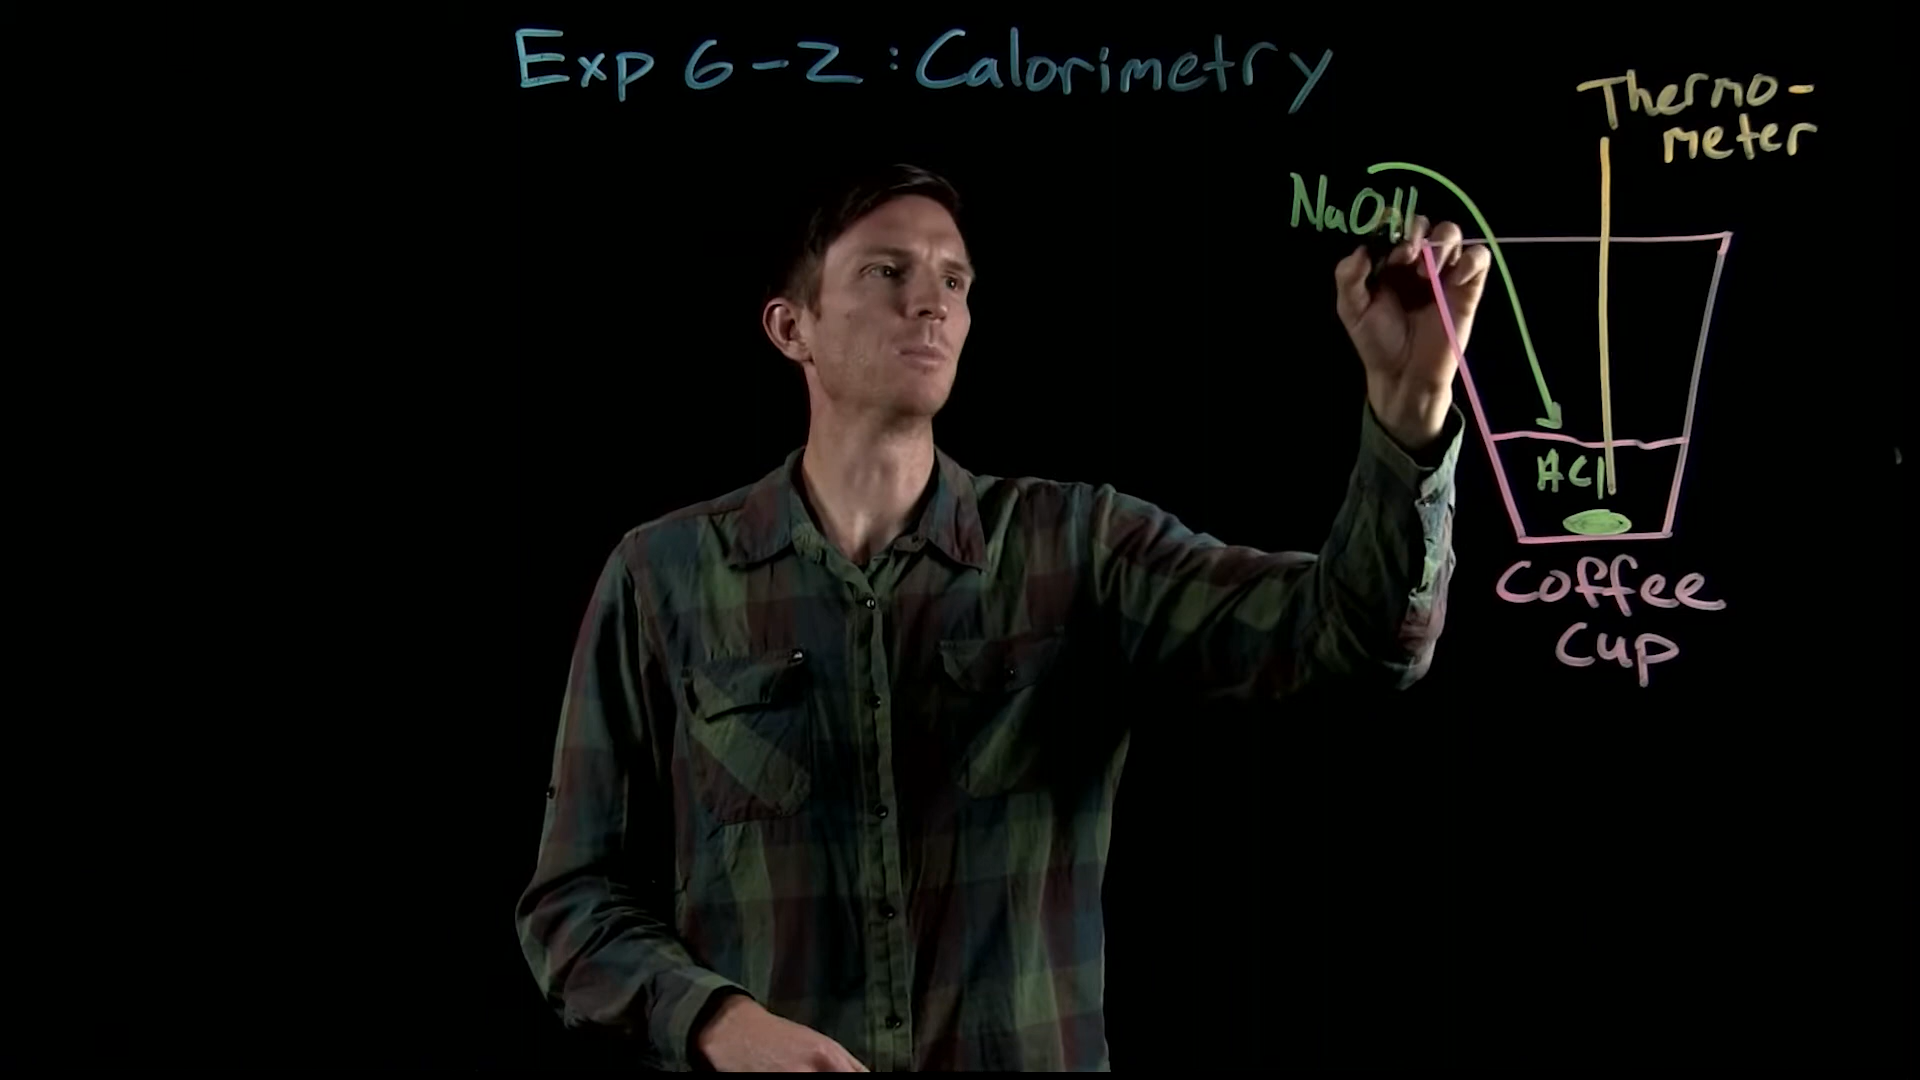 Exp 6-2: Calorimetry
Thermo-
meter
NaOH
HCl
Coffee
Cup